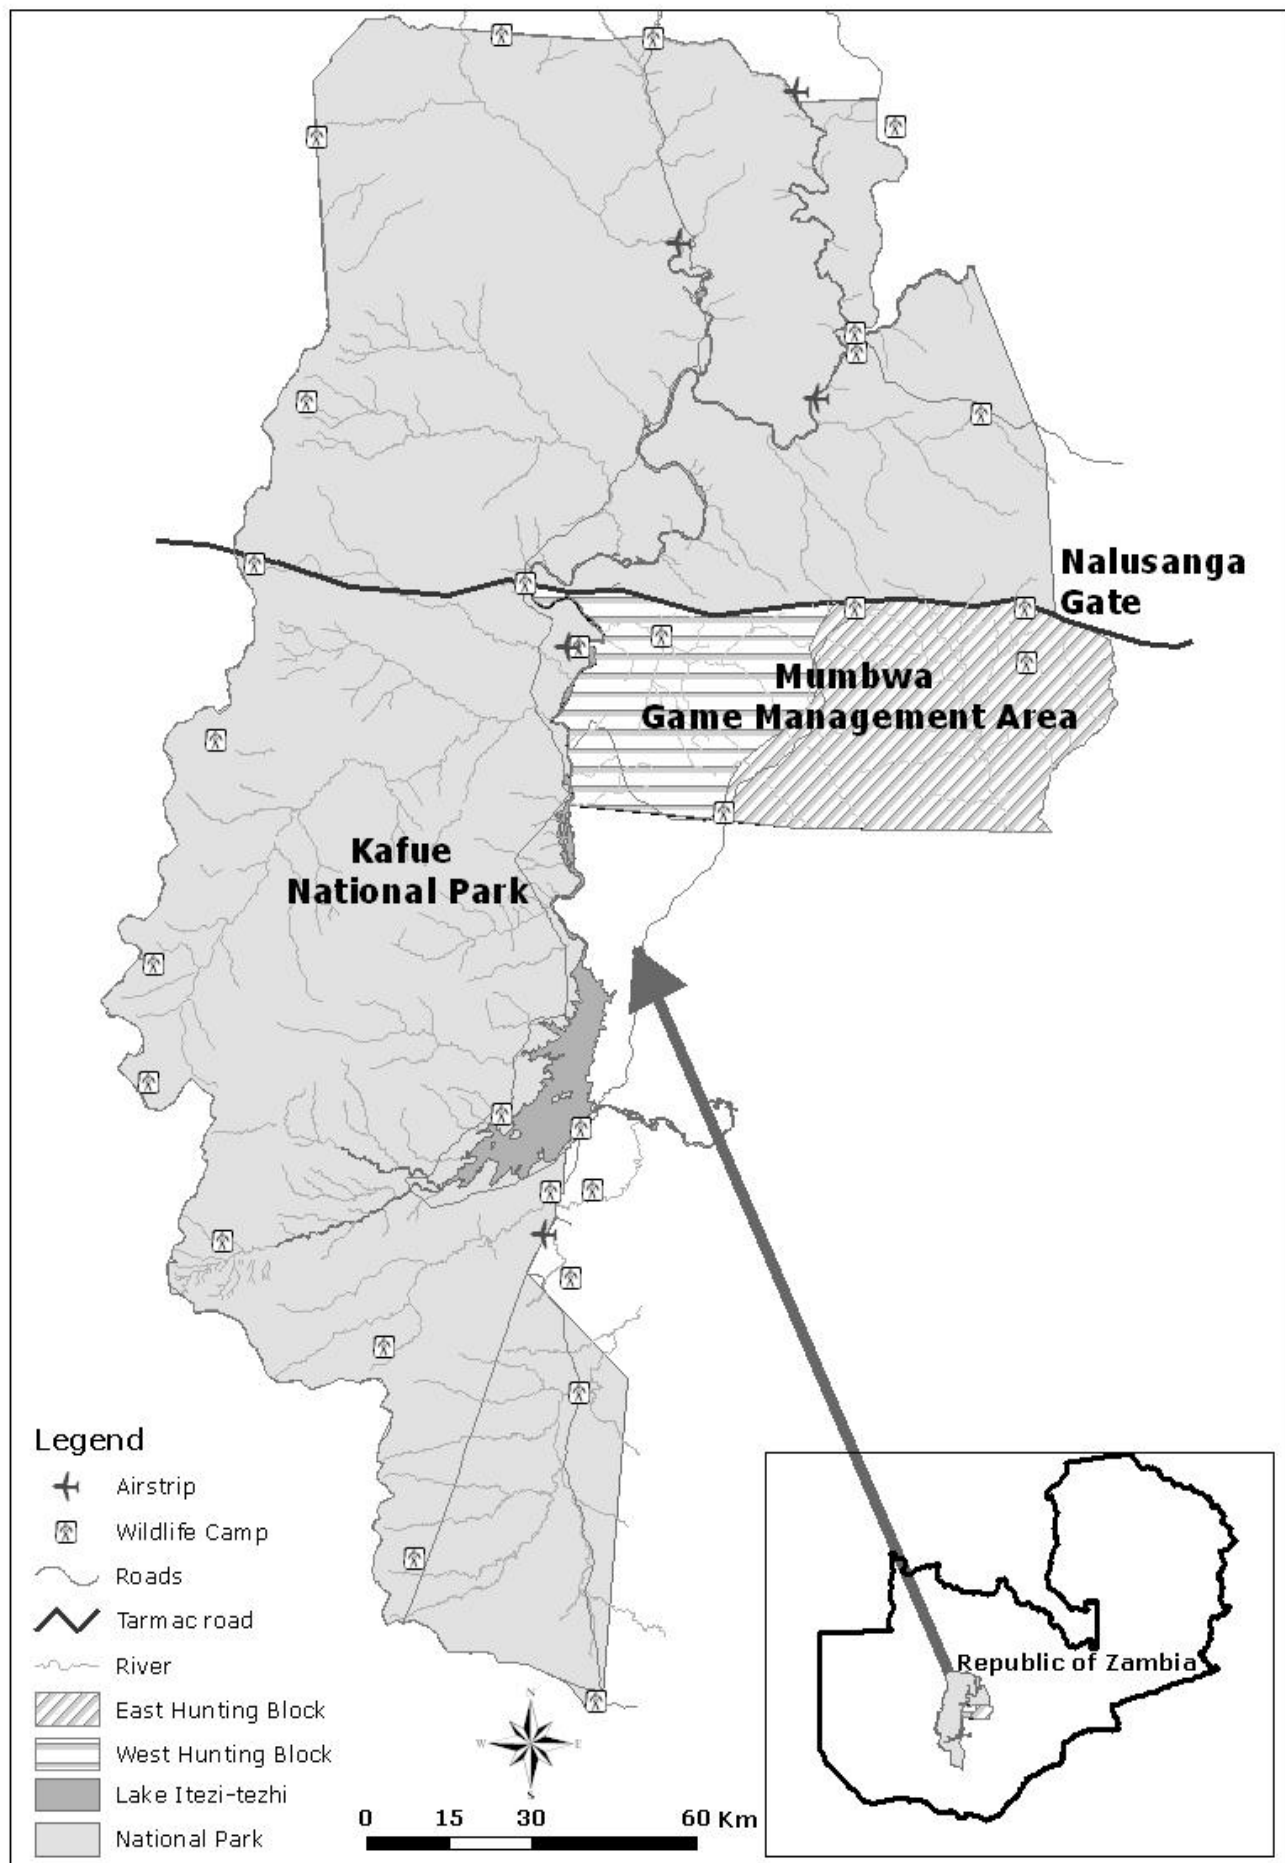 Nalusanga
Gate
Mumbwa
Game Management Area
Kafue
National Park
Legend
Airstrip
Wildlife Camp
Roads
Tarmac road
River
East Hunting Block
West Hunting Block
Lake Itezi-tezhi
National Park
N
W
E
S
0 15 30 60 Km
Republic of Zambia